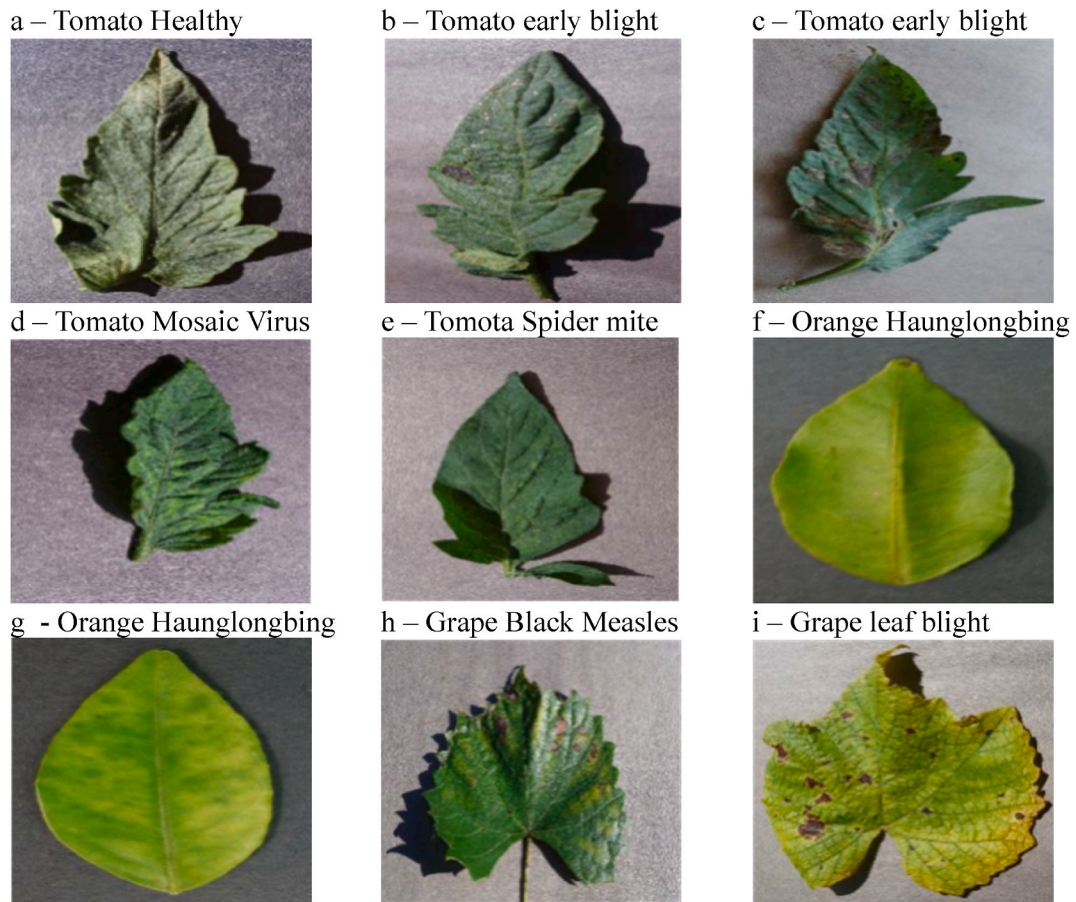 a – Tomato Healthy
b – Tomato early blight
c – Tomato early blight
d – Tomato Mosaic Virus
e – Tomota Spider mite
f – Orange Haunglongbing
g - Orange Haunglongbing
h – Grape Black Measles
i – Grape leaf blight